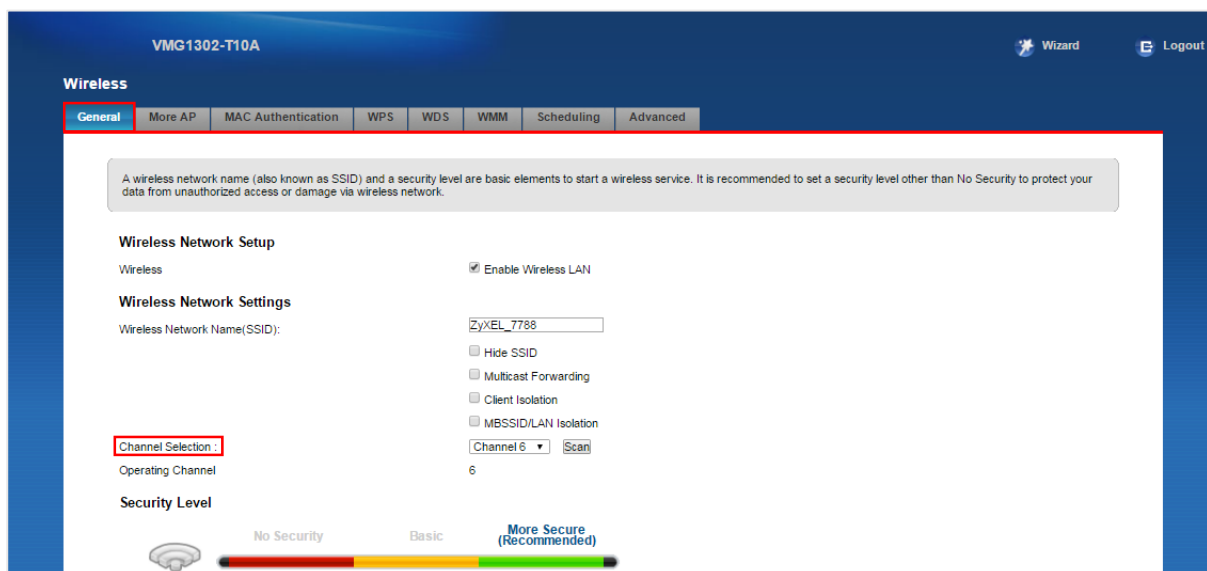 VMG1302-T10A
Wizard
Logout
Wireless
General More AP MAC Authentication WPS WDS WMM Scheduling Advanced
A wireless network name (also known as SSID) and a security level are basic elements to start a wireless service. It is recommended to set a security level other than No Security to protect your
data from unauthorized access or damage via wireless network.
Wireless Network Setup
Wireless
Enable Wireless LAN
Wireless Network Settings
Wireless Network Name(SSID):
ZyXEL_7788
Hide SSID
Multicast Forwarding
Client Isolation
MBSSID/LAN Isolation
Channel Selection :
Channel 6
Scan
Operating Channel
6
Security Level
No Security
Basic
More Secure
(Recommended)